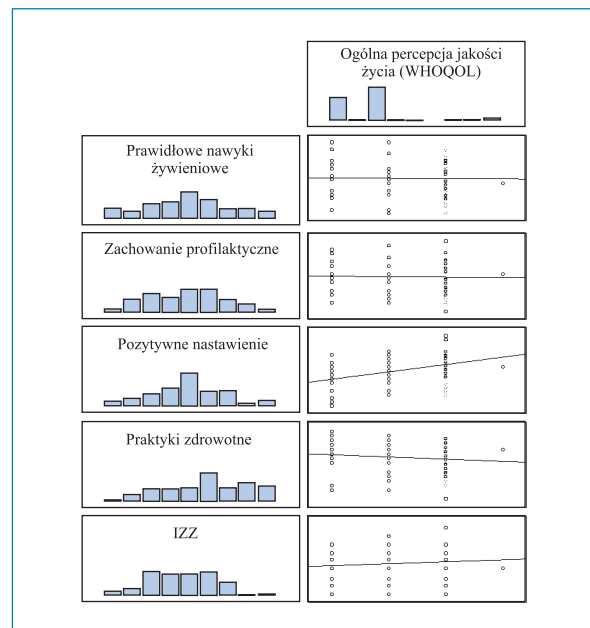 Ogólna percepcja jakości
życia (WHOQOL)
Prawidłowe nawyki
żywieniowe
Zachowanie profilaktyczne
Pozytywne nastawienie
Praktyki zdrowotne
IZZ